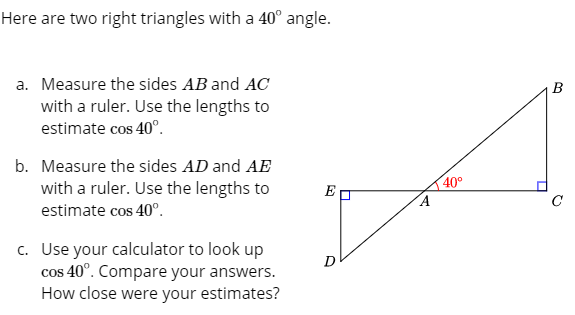 Here are two right triangles with a 40° angle.
a. Measure the sides AB and AC
with a ruler. Use the lengths to
estimate cos 40°.
b. Measure the sides AD and AE
with a ruler. Use the lengths to
estimate cos 40°.
c. Use your calculator to look up
cos 40°. Compare your answers.
How close were your estimates?
B
40°
E
A
C
D